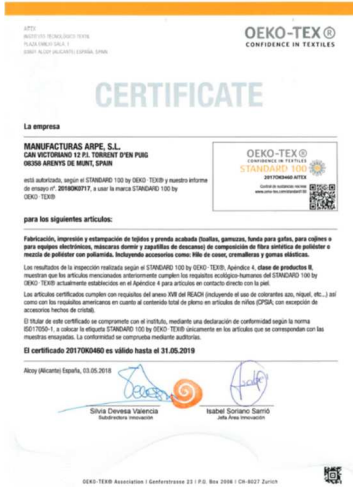 AITEX
INSTITUTO TECNOLÓGICO TEXTIL
PLAZA EMILIO SALA, 1
03801 ALCOY (ALICANTE) ESPAÑA, SPAIN
OEKO-TEX®
CONFIDENCE IN TEXTILES
CERTIFICATE
La empresa
MANUFACTURAS ARPE, S.L.
CAN VICTORIANO 12 P.I. TORRENT D'EN PUIG
08358 ARENYS DE MUNT, SPAIN
está autorizada, según el STANDARD 100 by OEKO-TEX® y nuestro informe
de ensayo nº. 2018OK0717, a usar la marca STANDARD 100 by
OEKO-TEX®
OEKO-TEX®
CONFIDENCE IN TEXTILES
STANDARD 100
2017OK0460 AITEX
Control de sustancias nocivas
www.oeko-tex.com/standard100
para los siguientes artículos:
Fabricación, impresión y estampación de tejidos y prenda acabada (toallas, gamuzas, funda para gafas, para cojines o
para equipos electrónicos, máscaras dormir y zapatillas de descanso) de composición de fibra sintética de poliéster o
mezcla de poliéster con poliamida. Incluyendo accesorios como: Hilo de coser, cremalleras y gomas elásticas.
Los resultados de la inspección realizada según el STANDARD 100 by OEKO-TEX®, Apéndice 4, clase de productos II,
muestran que los artículos mencionados anteriormente cumplen los requisitos ecológico-humanos del STANDARD 100
by OEKO-TEX® actualmente establecidos en el Apéndice 4 para artículos en contacto directo con la piel.
Los artículos certificados cumplen con requisitos del anexo XVII del REACH (incluyendo el uso de colorantes azo, níquel, etc...) así
como con los requisitos americanos en cuanto al contenido total de plomo en artículos de niños (CPSIA; con excepción de
accesorios hechos de cristal).
El titular de este certificado se compromete con el instituto, mediante una declaración de conformidad según la norma
ISO17050-1, a colocar la etiqueta STANDARD 100 by OEKO-TEX® únicamente en los artículos que se correspondan con las
muestras ensayadas. La conformidad se comprueba mediante auditorías.
El certificado 2017OK0460 es válido hasta el 31.05.2019
Alcoy (Alicante) España, 03.05.2018
Silvia Devesa Valencia
Subdirectora Innovación
Isabel Soriano Sarrió
Jefa Área Innovación
OEKO-TEX® Association | Genferstrasse 23 | P.O. Box 2006 | CH-8027 Zurich